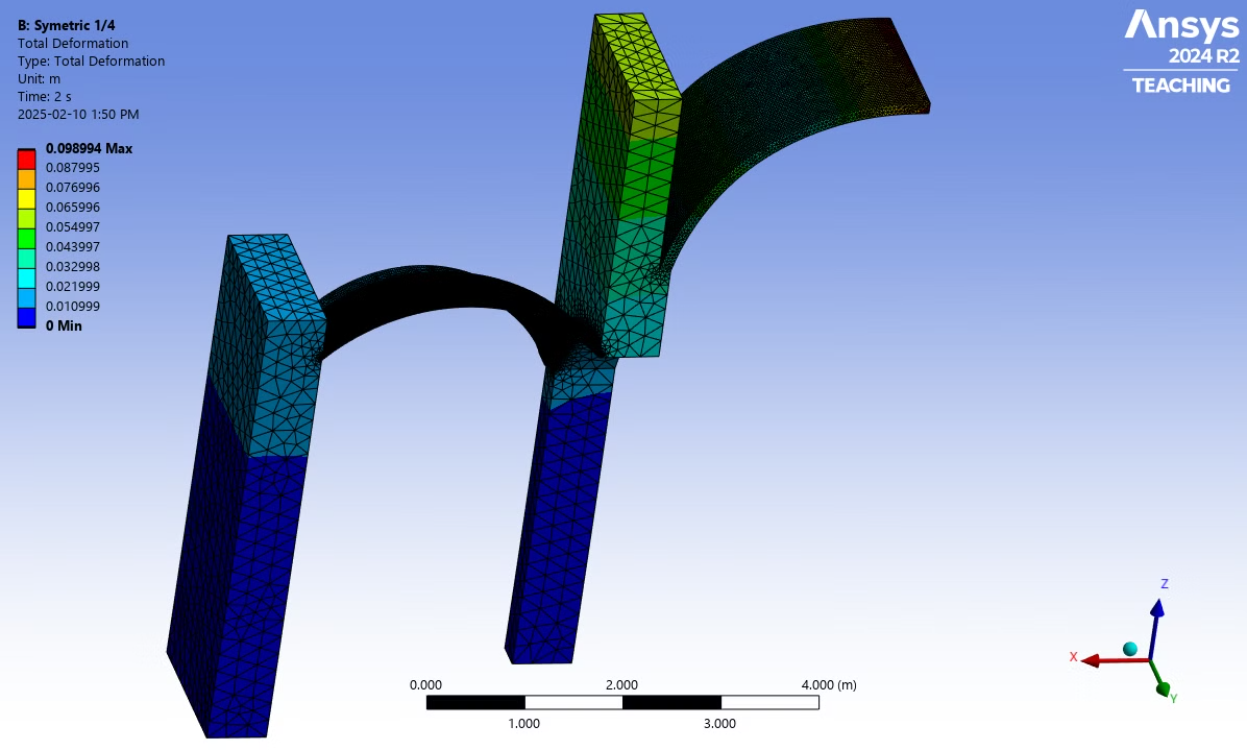 B: Symetric 1/4
Total Deformation
Type: Total Deformation
Unit: m
Time: 2 s
2025-02-10 1:50 PM
0.098994 Max
0.087995
0.076996
0.065996
0.054997
0.043997
0.032998
0.021999
0.010999
0 Min
Ansys
2024 R2
TEACHING
0.000 2.000 4.000 (m)
1.000 3.000
Z
X
Y